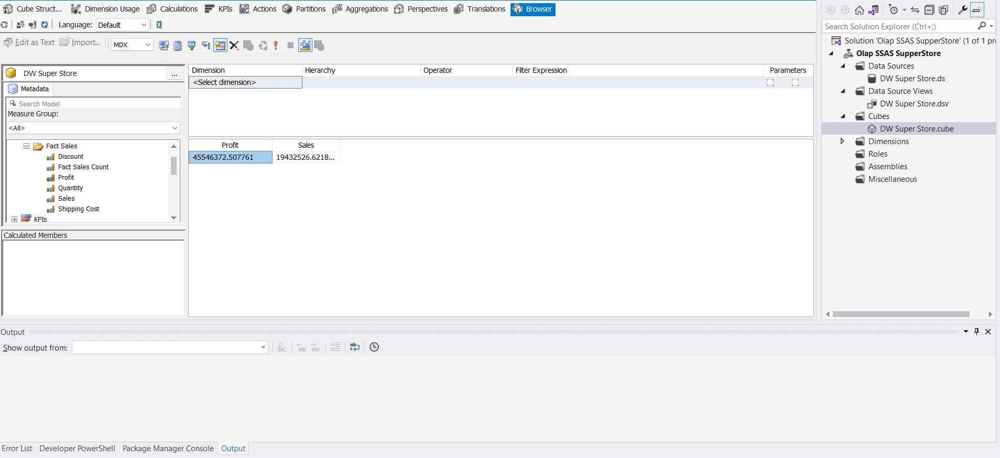 Cube Struct... Dimension Usage Calculations KPIs Actions Partitions Aggregations Perspectives Translations Browser
Language: Default
Edit as Text Import... MDX
DW Super Store ...
Metadata
Search Model
Measure Group:
<All>
Fact Sales
Discount
Fact Sales Count
Profit
Quantity
Sales
Shipping Cost
KPIs
Calculated Members
Dimension Hierarchy Operator Filter Expression Parameters
<Select dimension>
Profit Sales
45546372.507761 19432526.6218...
Search Solution Explorer (Ctrl+;)
Solution 'Olap SSAS SupperStore' (1 of 1 pr
Olap SSAS SupperStore
Data Sources
DW Super Store.ds
Data Source Views
DW Super Store.dsv
Cubes
DW Super Store.cube
Dimensions
Roles
Assemblies
Miscellaneous
Output
Show output from:
Error List Developer PowerShell Package Manager Console Output